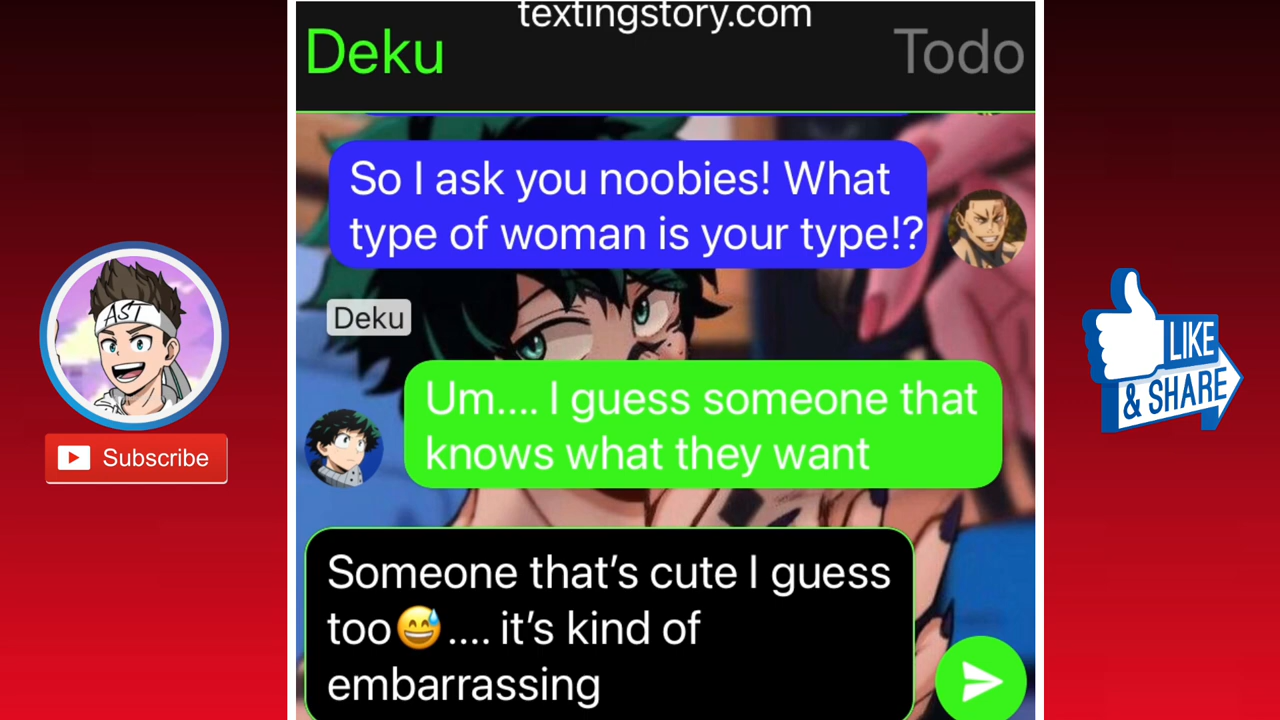 textingstory.com
Deku
Todo
So I ask you noobies! What
type of woman is your type!?
Deku
Um.... I guess someone that
knows what they want
Someone that's cute I guess
too😅.... it's kind of
embarrassing
AST
Subscribe
LIKE
& SHARE